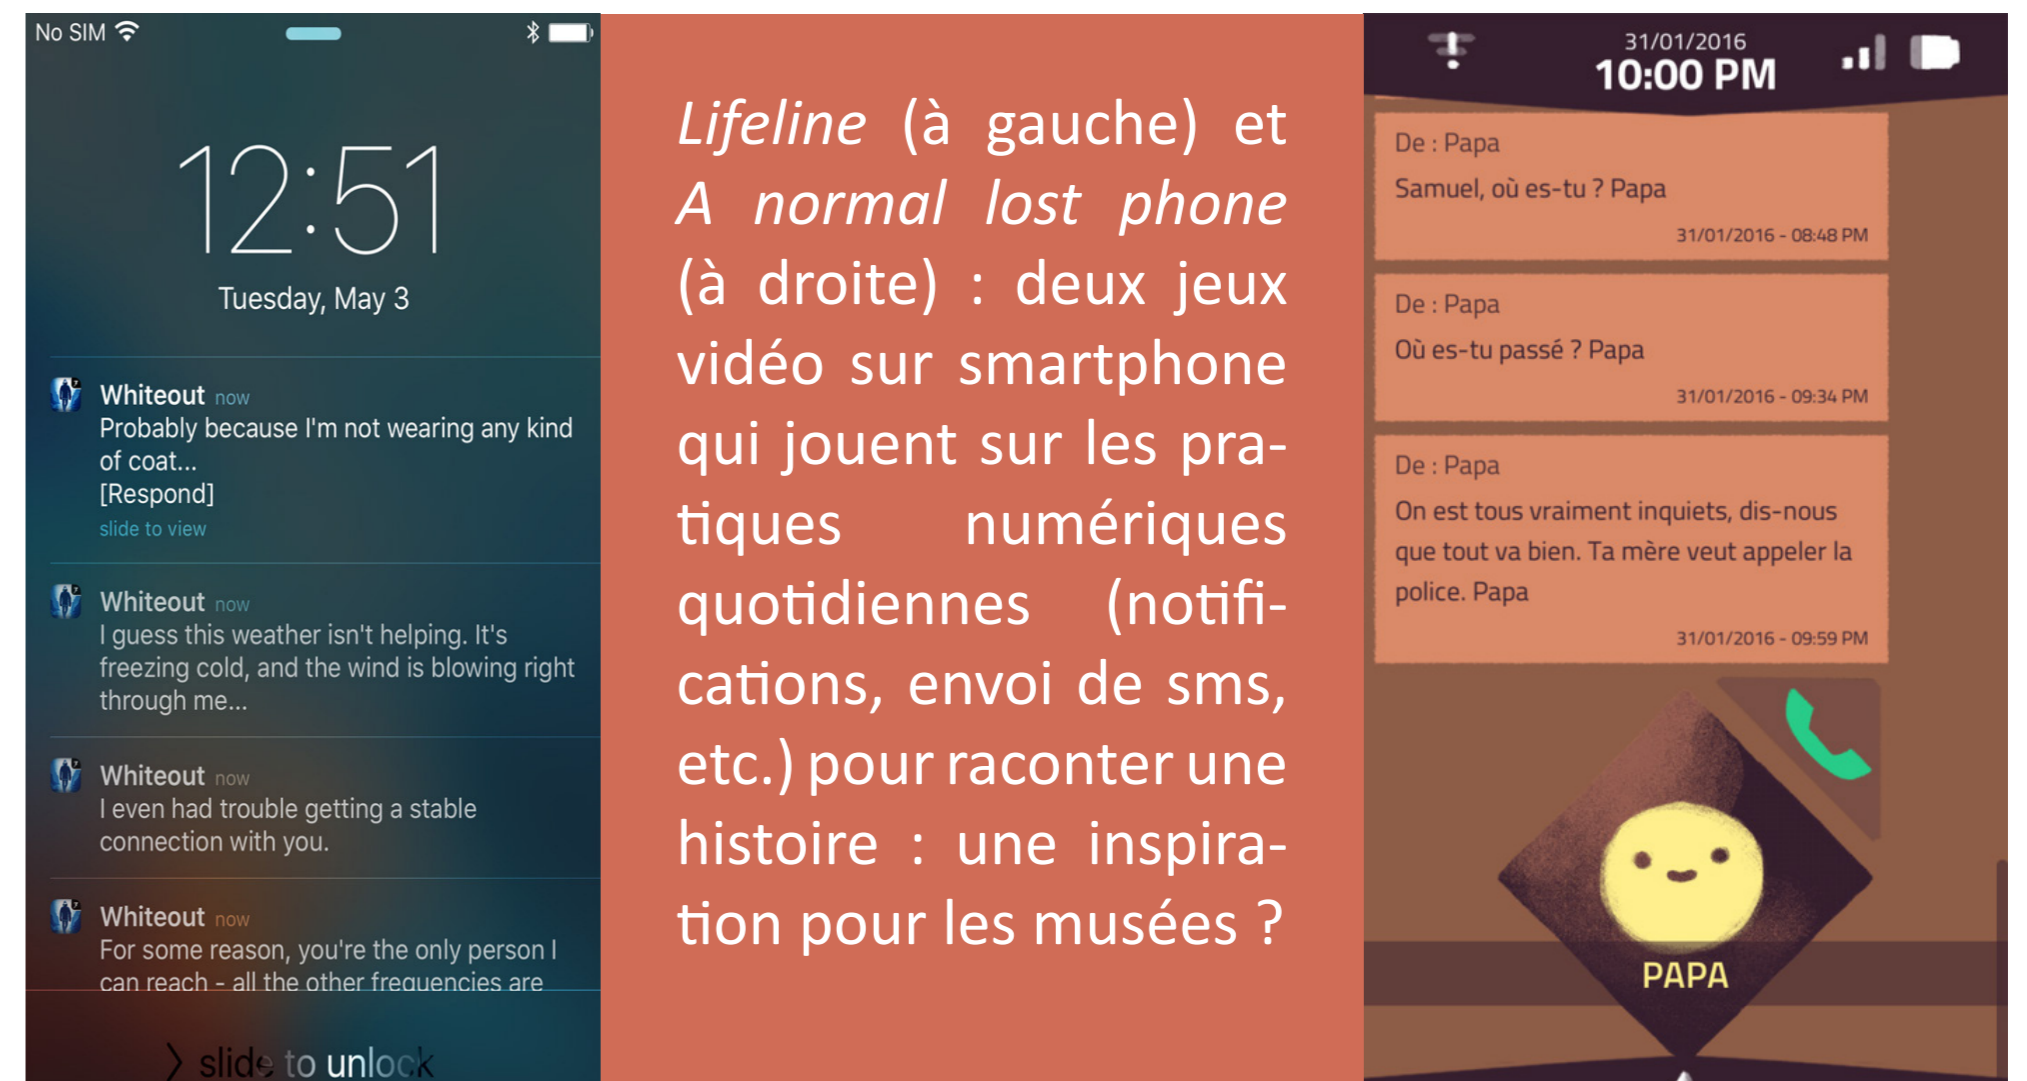 No SIM
12:51
Tuesday, May 3
Whiteout now
Probably because I'm not wearing any kind
of coat...
[Respond]
slide to view
Whiteout now
I guess this weather isn't helping. It's
freezing cold, and the wind is blowing right
through me...
Whiteout now
I even had trouble getting a stable
connection with you.
Whiteout now
For some reason, you're the only person I
can reach - all the other frequencies are
slide to unlock
Lifeline (à gauche) et
A normal lost phone
(à droite) : deux jeux
vidéo sur smartphone
qui jouent sur les pra-
tiques numériques
quotidiennes (notifi-
cations, envoi de sms,
etc.) pour raconter une
histoire : une inspira-
tion pour les musées ?
31/01/2016
10:00 PM
De : Papa
Samuel, où es-tu ? Papa
31/01/2016 - 08:48 PM
De : Papa
Où es-tu passé ? Papa
31/01/2016 - 09:34 PM
De : Papa
On est tous vraiment inquiets, dis-nous
que tout va bien. Ta mère veut appeler la
police. Papa
31/01/2016 - 09:59 PM
PAPA